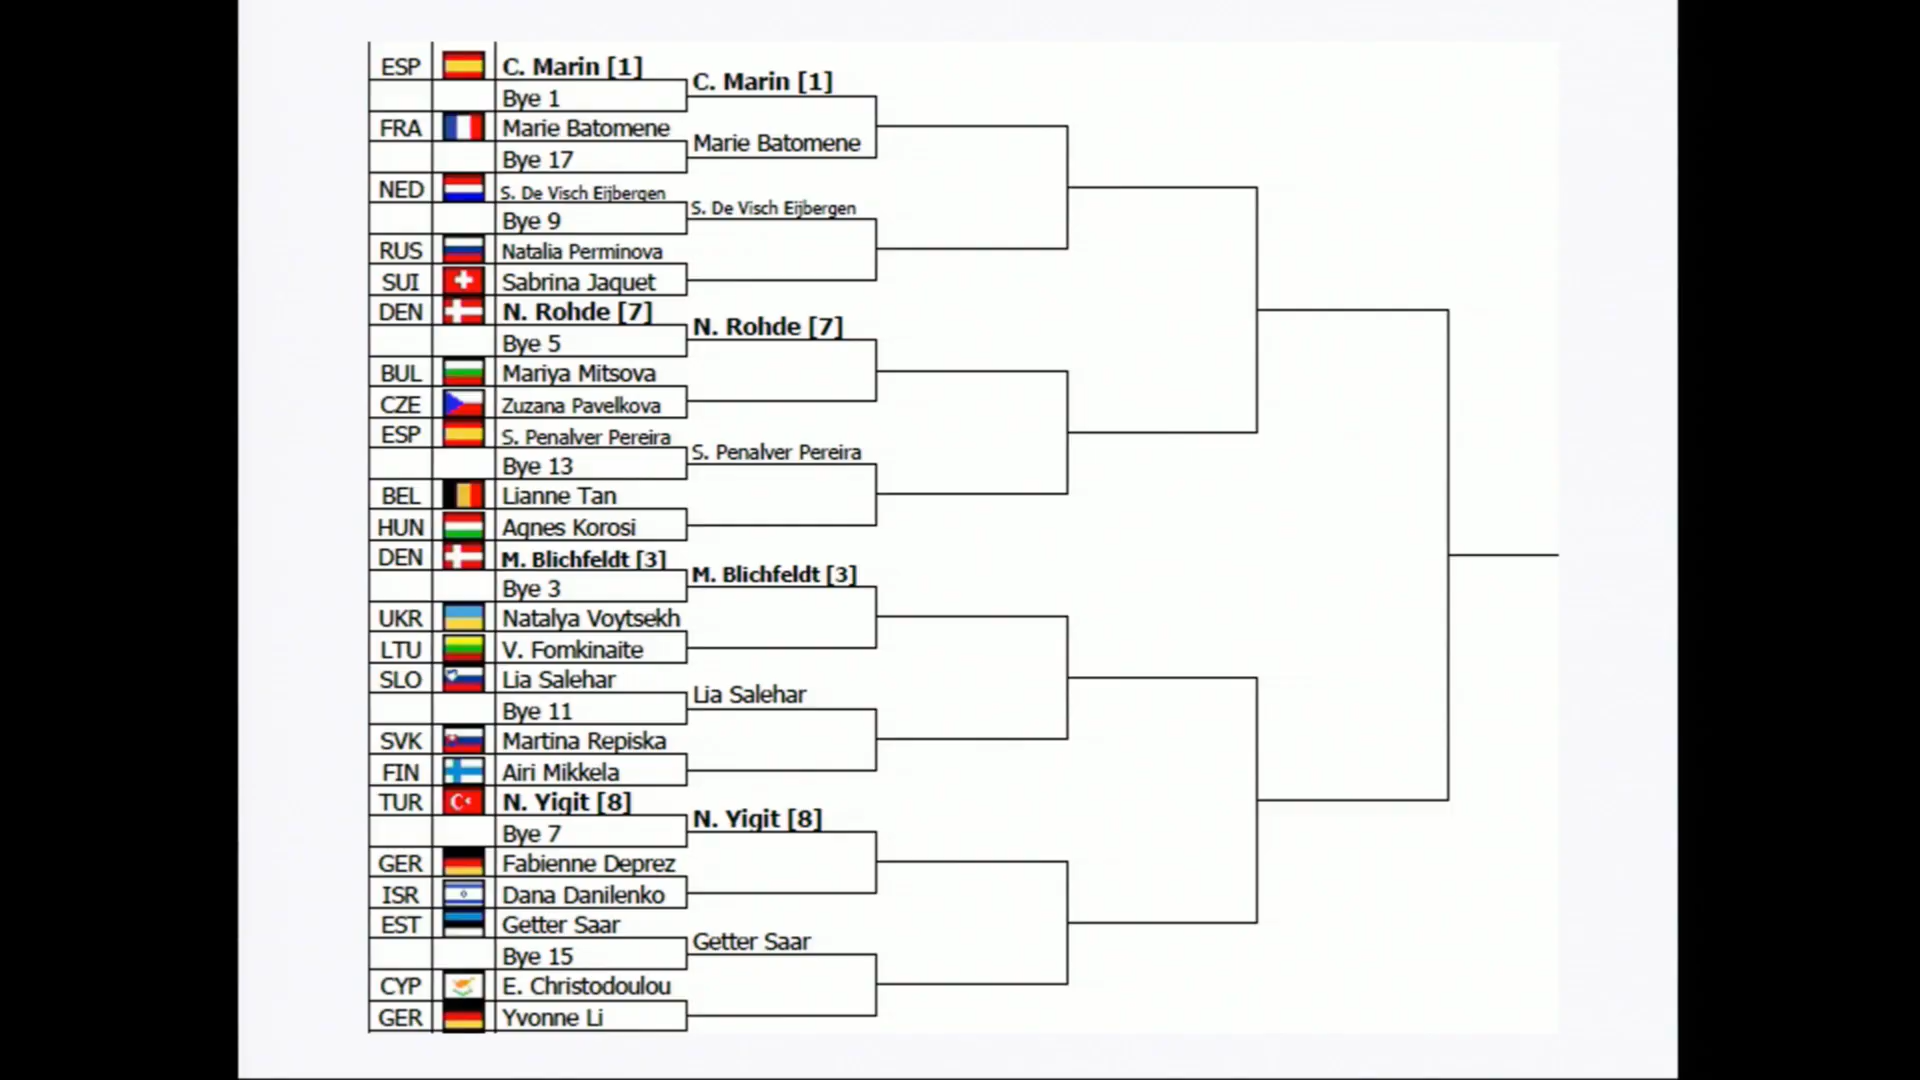 ESP C. Marin [1]
C. Marin [1]
Bye 1
FRA Marie Batomene
Marie Batomene
Bye 17
NED S. De Visch Eijbergen
S. De Visch Eijbergen
Bye 9
RUS Natalia Perminova
SUI Sabrina Jaquet
DEN N. Rohde [7]
N. Rohde [7]
Bye 5
BUL Mariya Mitsova
CZE Zuzana Pavelkova
ESP S. Penalver Pereira
S. Penalver Pereira
Bye 13
BEL Lianne Tan
HUN Agnes Korosi
DEN M. Blichfeldt [3]
M. Blichfeldt [3]
Bye 3
UKR Natalya Voytsekh
LTU V. Fomkinaite
SLO Lia Salehar
Lia Salehar
Bye 11
SVK Martina Repiska
FIN Airi Mikkela
TUR N. Yigit [8]
N. Yigit [8]
Bye 7
GER Fabienne Deprez
ISR Dana Danilenko
EST Getter Saar
Getter Saar
Bye 15
CYP E. Christodoulou
GER Yvonne Li